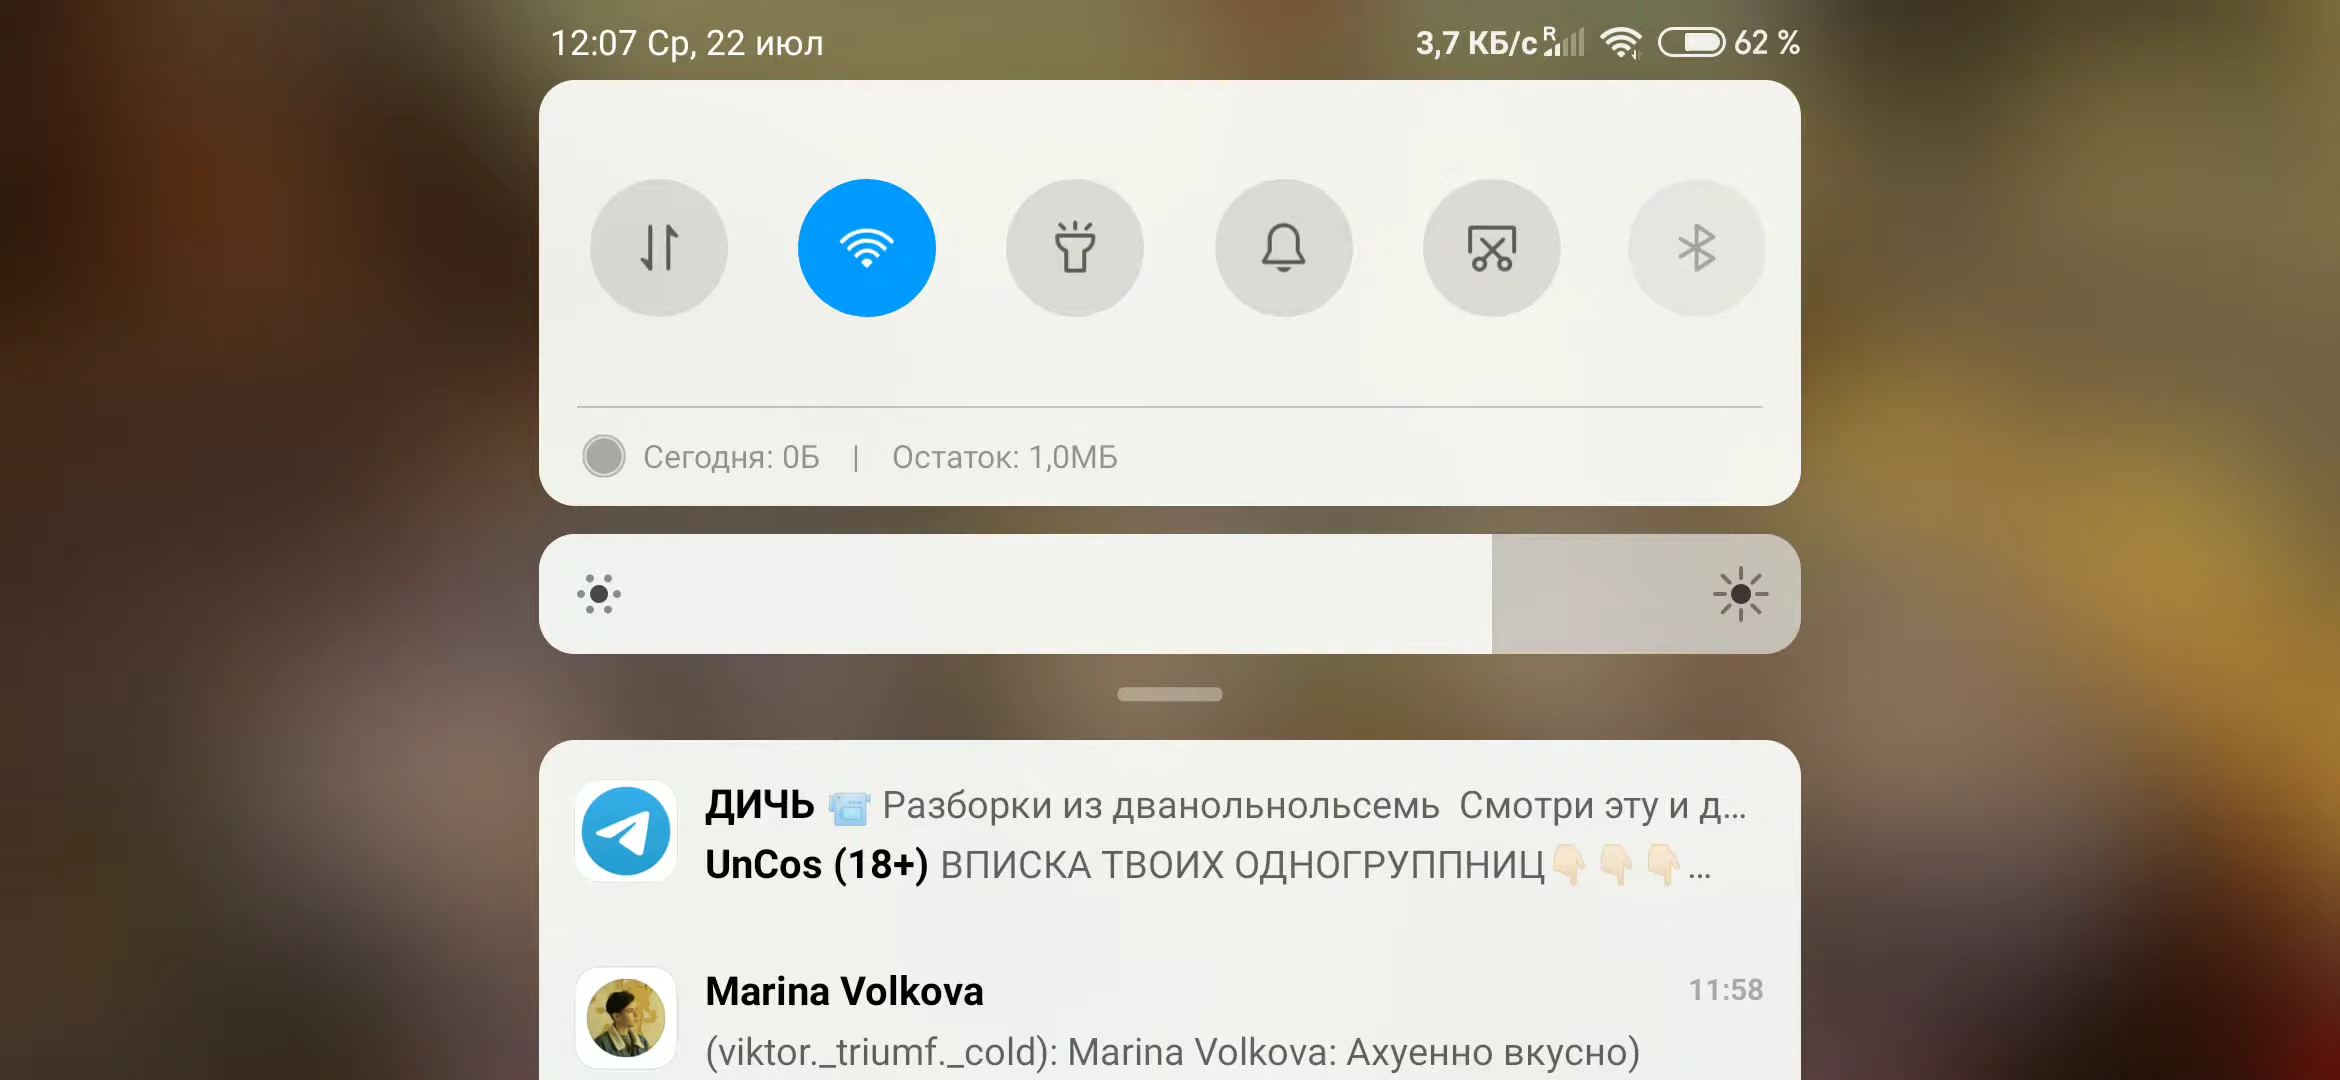 12:07 Ср, 22 июл
3,7 КБ/с R 62 %
Сегодня: 0Б | Остаток: 1,0МБ
ДИЧЬ Разборки из дванольнольсемь Смотри эту и д...
UnCos (18+) ВПИСКА ТВОИХ ОДНОГРУППНИЦ👇🏻👇🏻👇🏻...
Marina Volkova
11:58
(viktor._triumf._cold): Marina Volkova: Ахуенно вкусно)